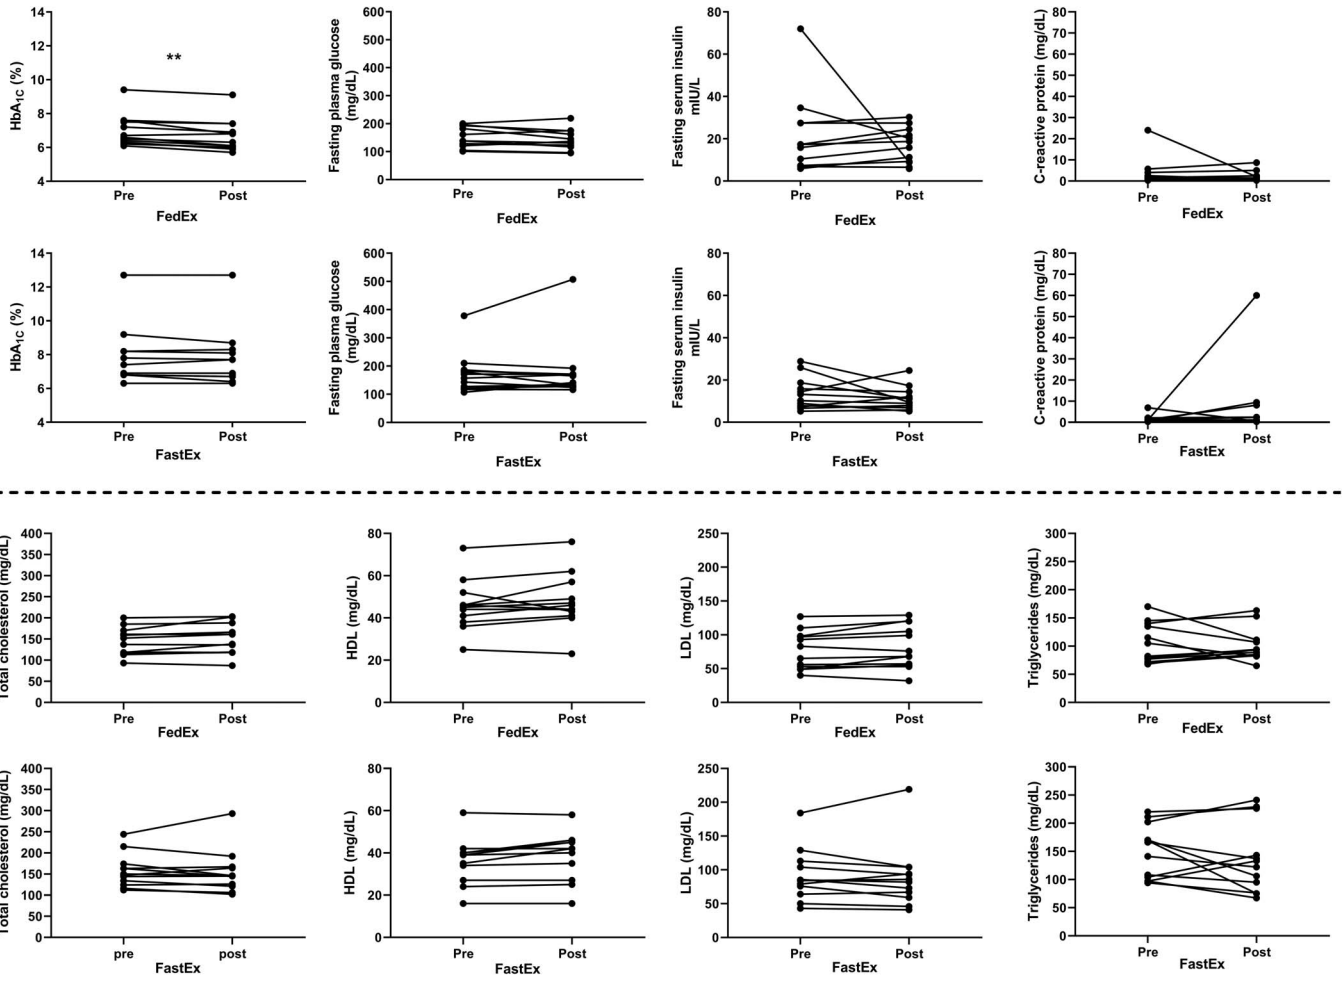 HbA1C (%)
14
12
10
8
6
4
**
Pre Post
FedEx
Fasting plasma glucose
(mg/dL)
600
500
400
300
200
100
0
Pre Post
FedEx
Fasting serum insulin
mIU/L
80
60
40
20
0
Pre Post
FedEx
C-reactive protein (mg/dL)
80
70
60
50
40
30
20
10
0
Pre Post
FedEx
HbA1C (%)
14
12
10
8
6
4
Pre Post
FastEx
Fasting plasma glucose
(mg/dL)
600
500
400
300
200
100
0
Pre Post
FastEx
Fasting serum insulin
mIU/L
80
60
40
20
0
Pre Post
FastEx
C-reactive protein (mg/dL)
80
70
60
50
40
30
20
10
0
Pre Post
FastEx
Total cholesterol (mg/dL)
400
350
300
250
200
150
100
50
0
Pre Post
FedEx
HDL (mg/dL)
80
60
40
20
0
Pre Post
FedEx
LDL (mg/dL)
250
200
150
100
50
0
Pre Post
FedEx
Triglycerides (mg/dL)
300
250
200
150
100
50
0
Pre Post
FedEx
Total cholesterol (mg/dL)
400
350
300
250
200
150
100
50
0
pre post
FastEx
HDL (mg/dL)
80
60
40
20
0
Pre Post
FastEx
LDL (mg/dL)
250
200
150
100
50
0
Pre Post
FastEx
Triglycerides (mg/dL)
300
250
200
150
100
50
0
Pre Post
FastEx